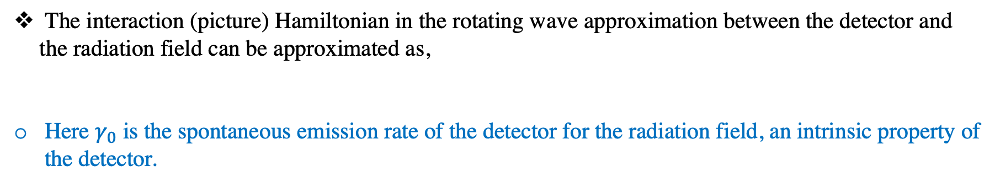 ❖ The interaction (picture) Hamiltonian in the rotating wave approximation between the detector and
the radiation field can be approximated as,
○ Here γ₀ is the spontaneous emission rate of the detector for the radiation field, an intrinsic property of
the detector.